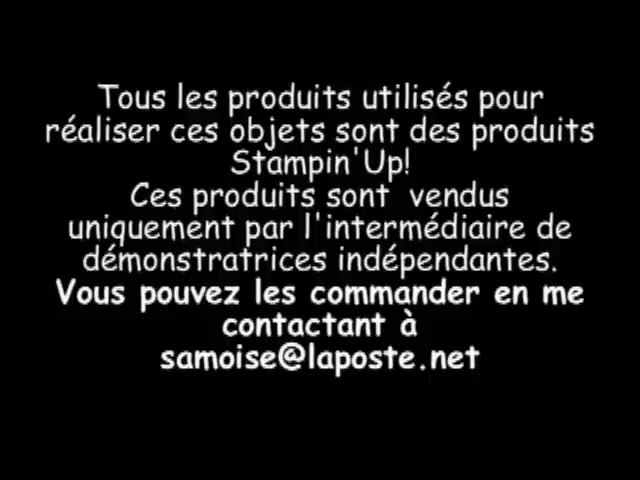 Tous les produits utilisés pour
réaliser ces objets sont des produits
Stampin'Up!
Ces produits sont vendus
uniquement par l'intermédiaire de
démonstratrices indépendantes.
Vous pouvez les commander en me
contactant à
samoise@laposte.net